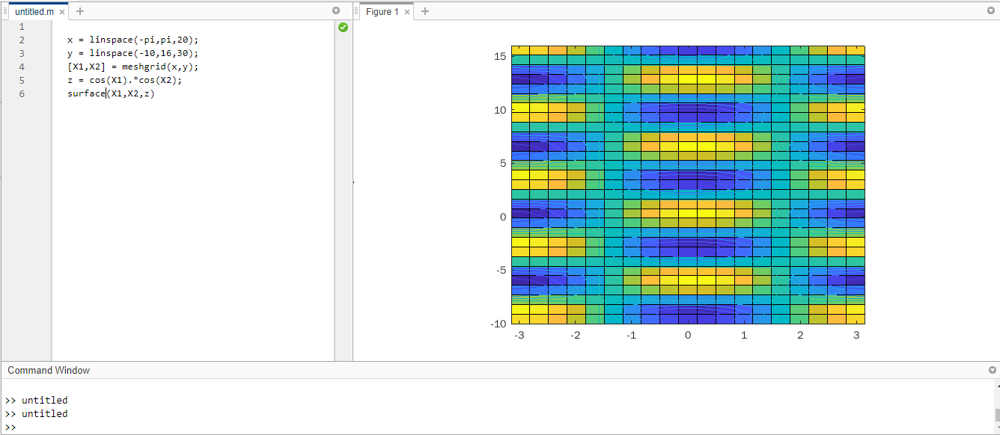 untitled.m × +
1
2 x = linspace(-pi,pi,20);
3 y = linspace(-10,16,30);
4 [X1,X2] = meshgrid(x,y);
5 z = cos(X1).*cos(X2);
6 surface(X1,X2,z)
Figure 1 × +
15
10
5
0
-5
-10
-3 -2 -1 0 1 2 3
Command Window
>> untitled
>> untitled
>>